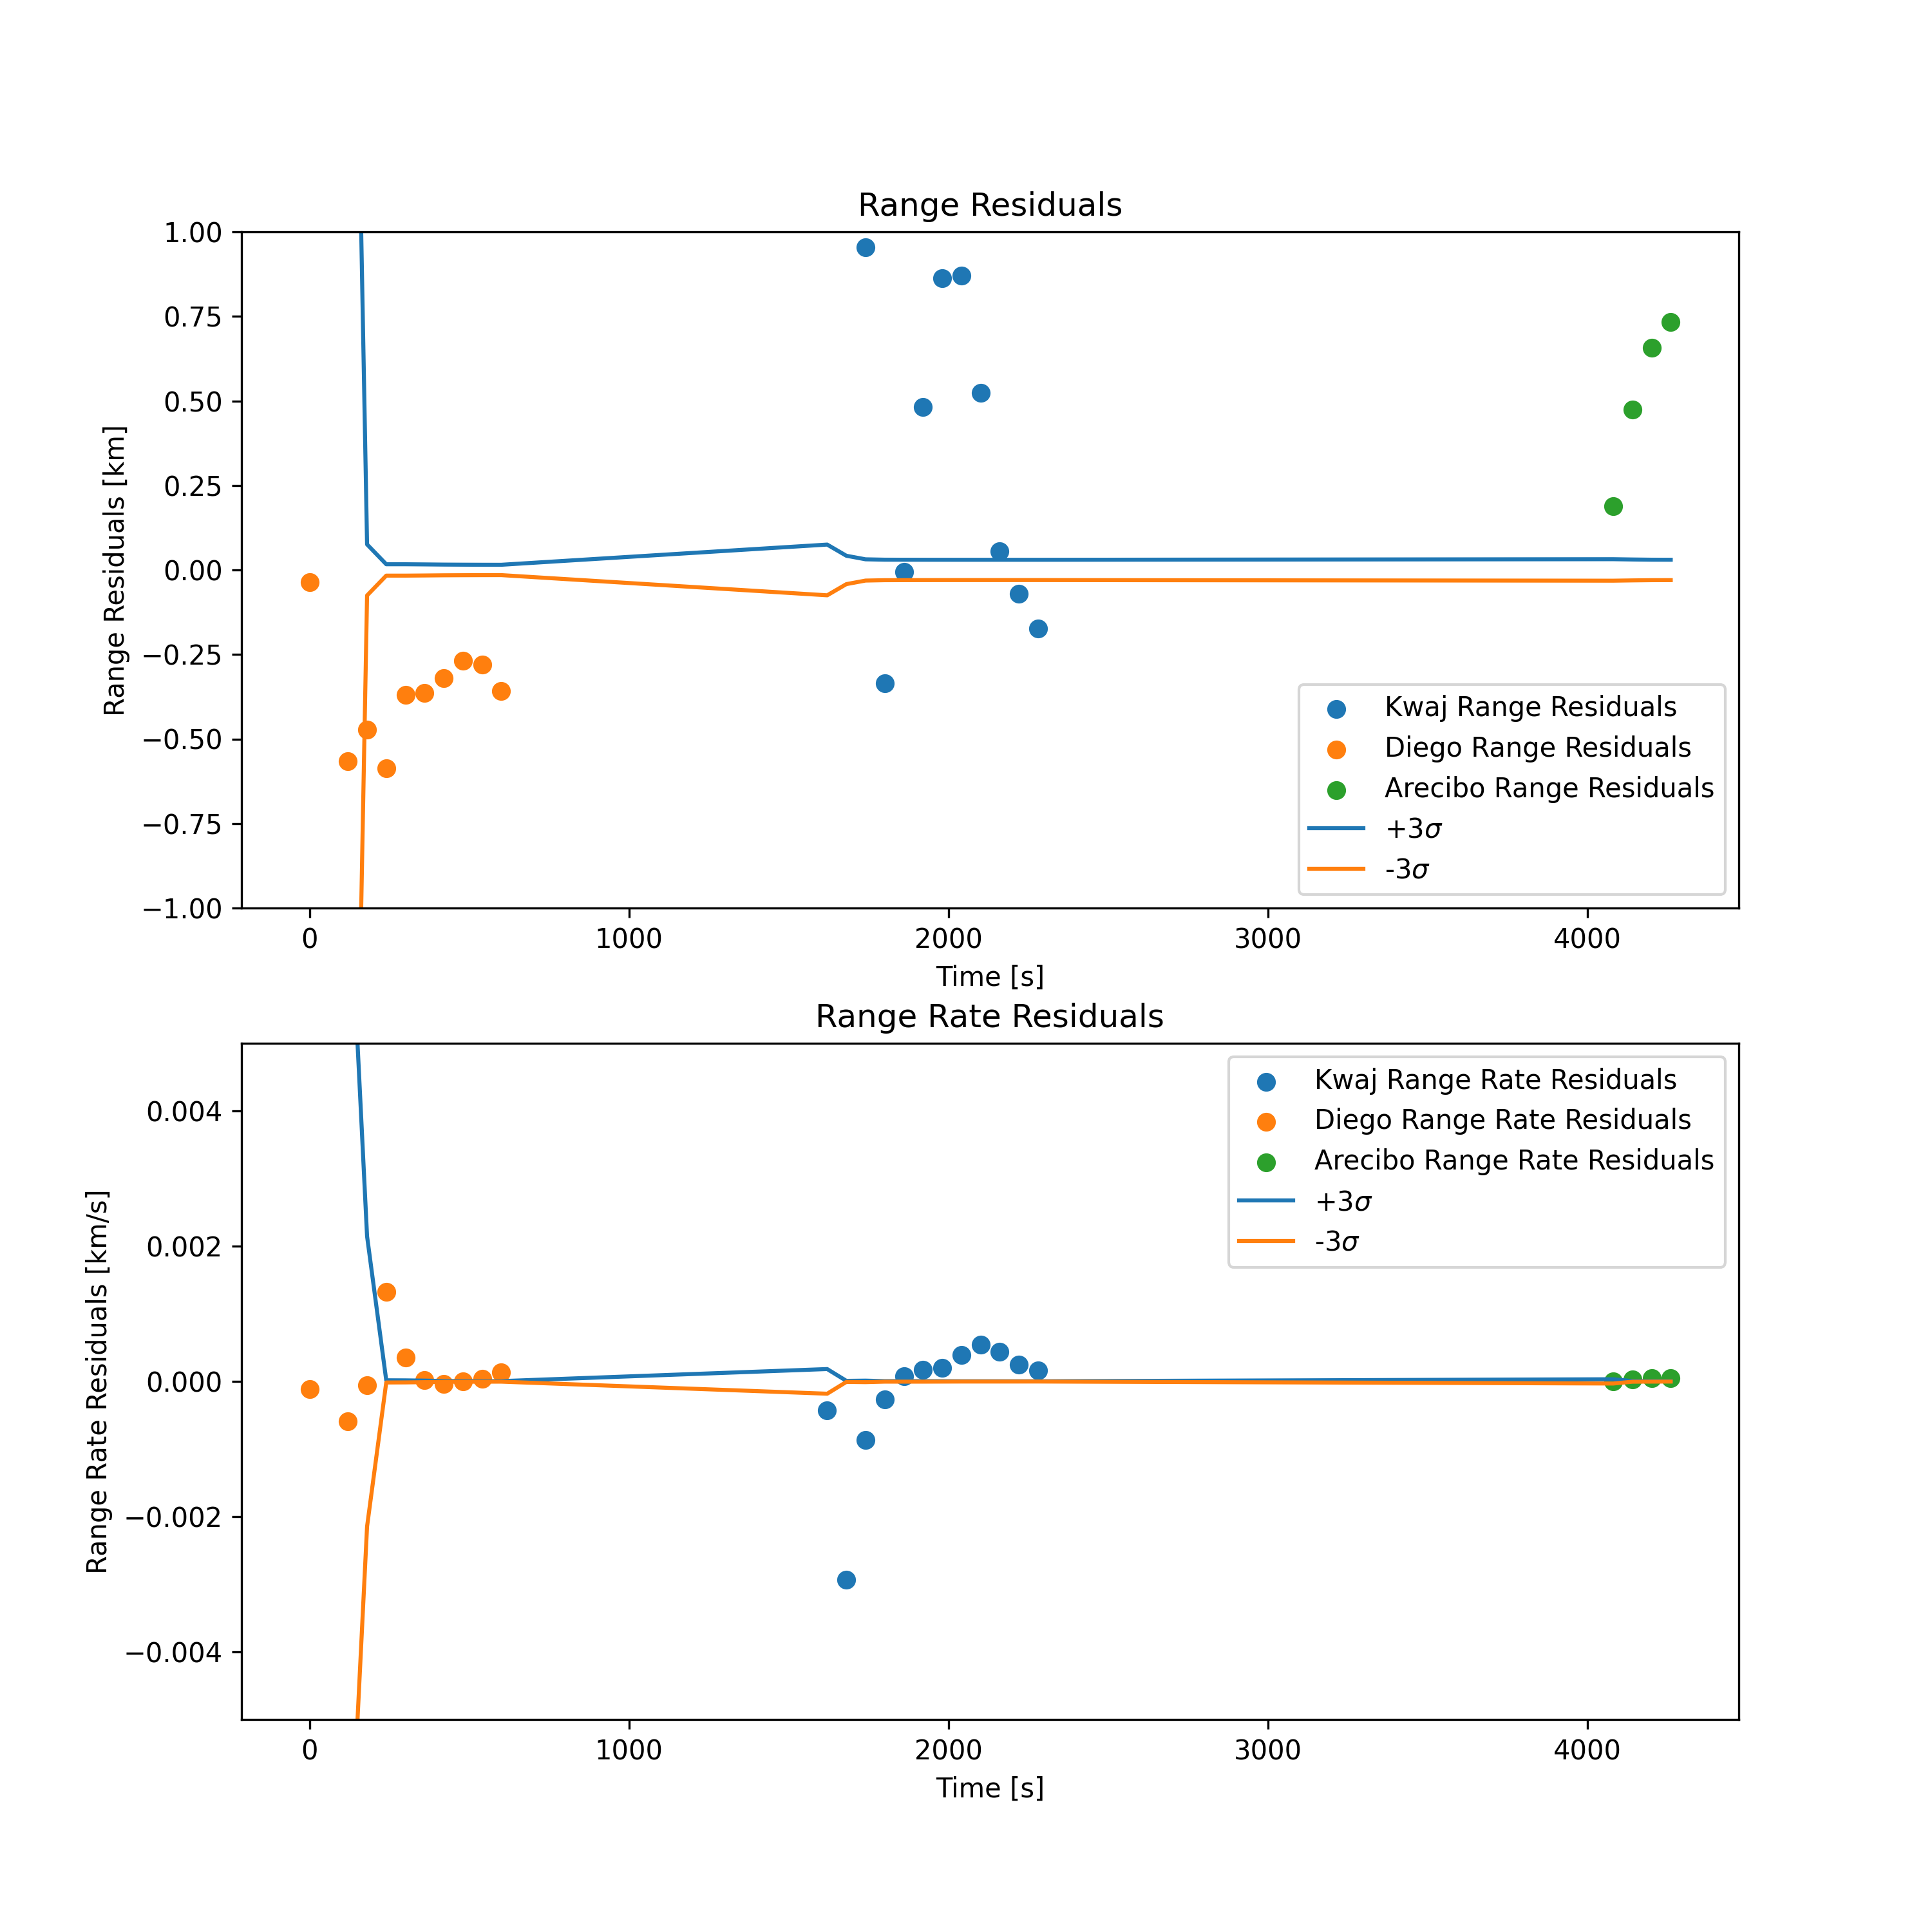 Range Residuals
1.00
0.75
0.50
0.25
0.00
−0.25
−0.50
−0.75
−1.00
Range Residuals [km]
Kwaj Range Residuals
Diego Range Residuals
Arecibo Range Residuals
+3σ
-3σ
0 1000 2000 3000 4000
Time [s]
Range Rate Residuals
0.004
0.002
0.000
−0.002
−0.004
Range Rate Residuals [km/s]
Kwaj Range Rate Residuals
Diego Range Rate Residuals
Arecibo Range Rate Residuals
+3σ
-3σ
0 1000 2000 3000 4000
Time [s]